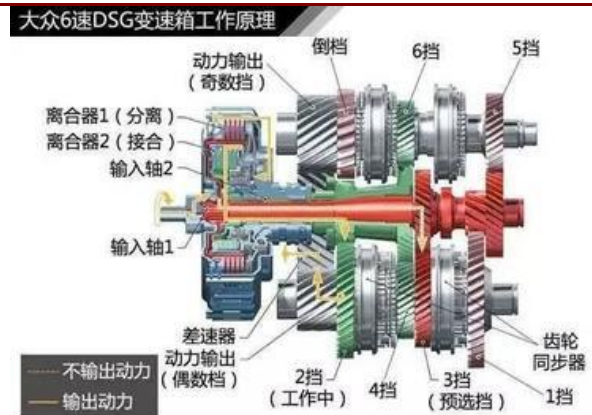 大众6速DSG变速箱工作原理
动力输出
（奇数挡）
倒档
6挡
5挡
离合器1（分离）
离合器2（接合）
输入轴2
输入轴1
差速器
动力输出
（偶数档）
2挡
（工作中）
4挡
3挡
（预选挡）
1挡
齿轮
同步器
不输出动力
输出动力